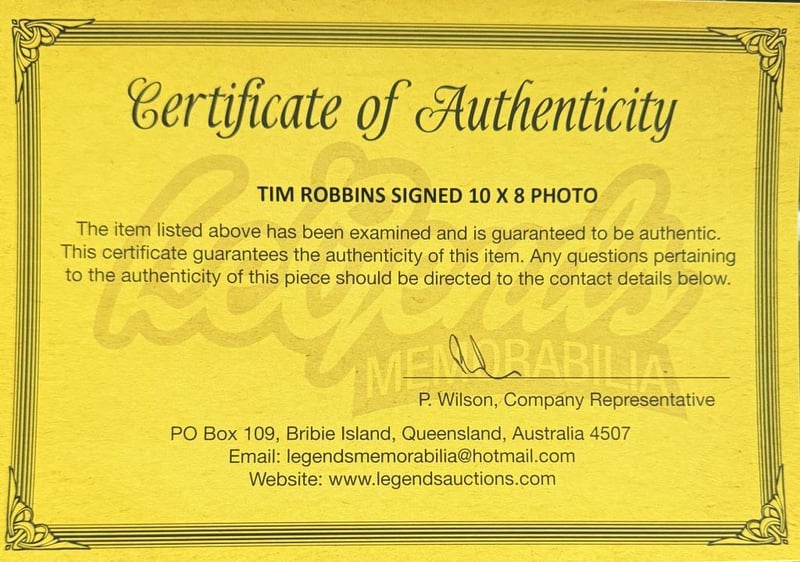 Certificate of Authenticity
Legends
MEMORABILIA
TIM ROBBINS SIGNED 10 X 8 PHOTO
The item listed above has been examined and is guaranteed to be authentic.
This certificate guarantees the authenticity of this item. Any questions pertaining
to the authenticity of this piece should be directed to the contact details below.
P. Wilson, Company Representative
PO Box 109, Bribie Island, Queensland, Australia 4507
Email: legendsmemorabilia@hotmail.com
Website: www.legendsauctions.com